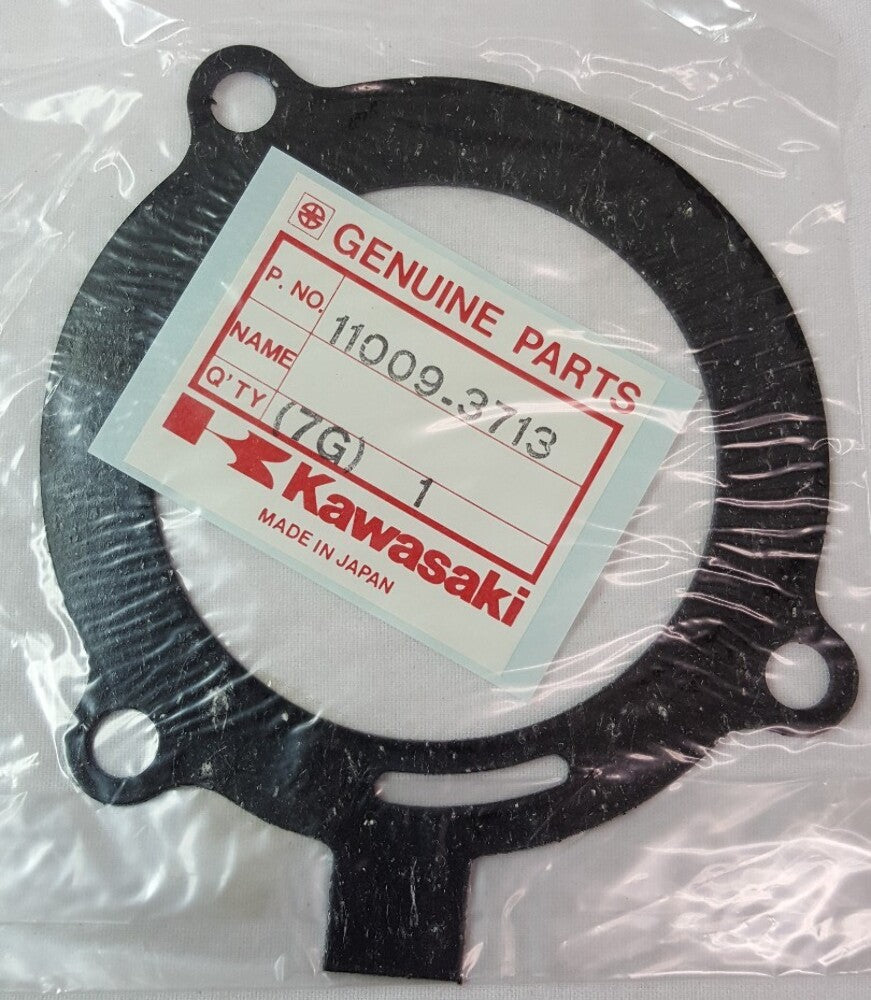 GENUINE PARTS
P. NO. 11009-3713
NAME
Q'TY (7G) 1
Kawasaki
MADE IN JAPAN